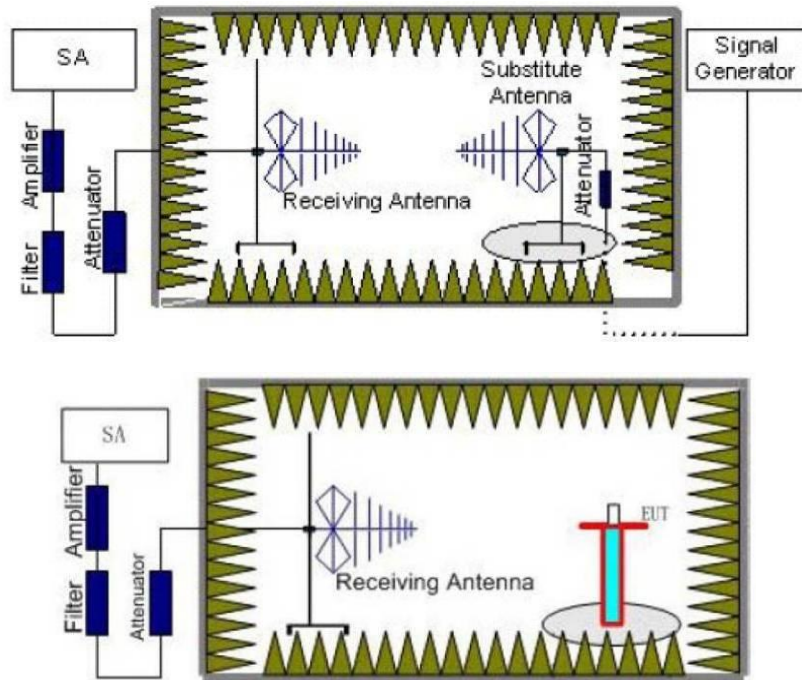 SA
Signal
Generator
Substitute
Antenna
Amplifier
Attenuator
Attenuator
Receiving Antenna
Filter
SA
Amplifier
EUT
Receiving Antenna
Filter
Attenuator